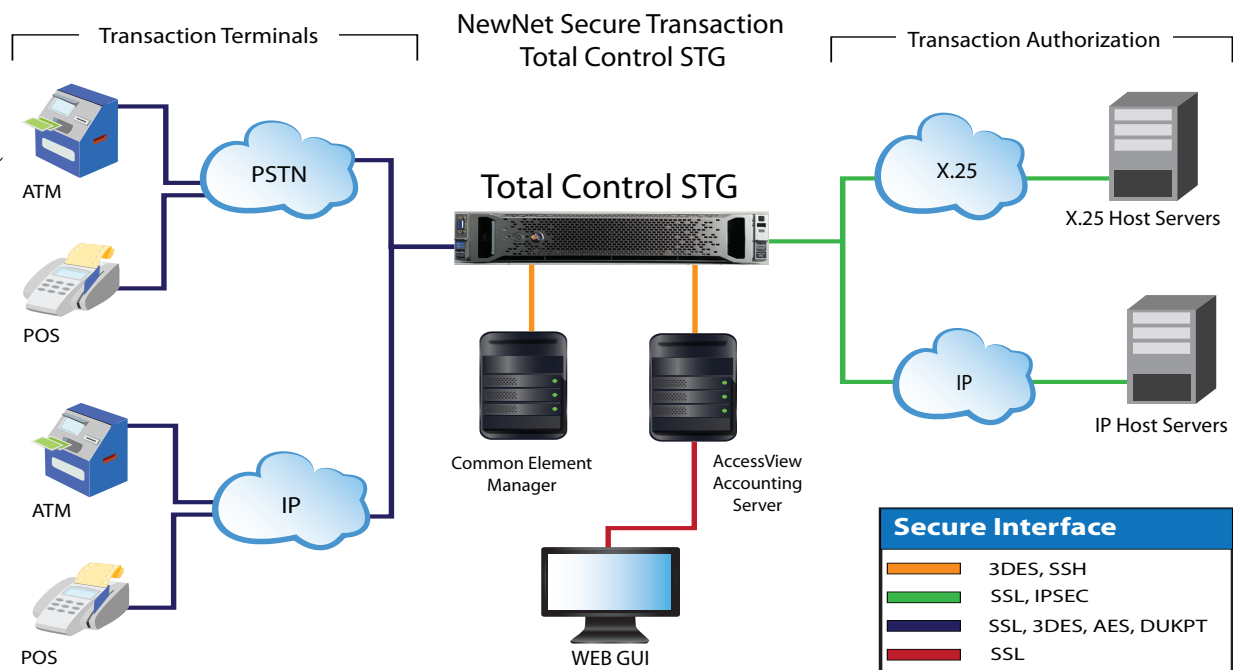 NewNet Secure Transaction
Total Control STG
Transaction Terminals
Transaction Authorization
ATM
PSTN
POS
ATM
IP
POS
Total Control STG
Common Element
Manager
AccessView
Accounting
Server
WEB GUI
X.25
X.25 Host Servers
IP
IP Host Servers
Secure Interface
3DES, SSH
SSL, IPSEC
SSL, 3DES, AES, DUKPT
SSL